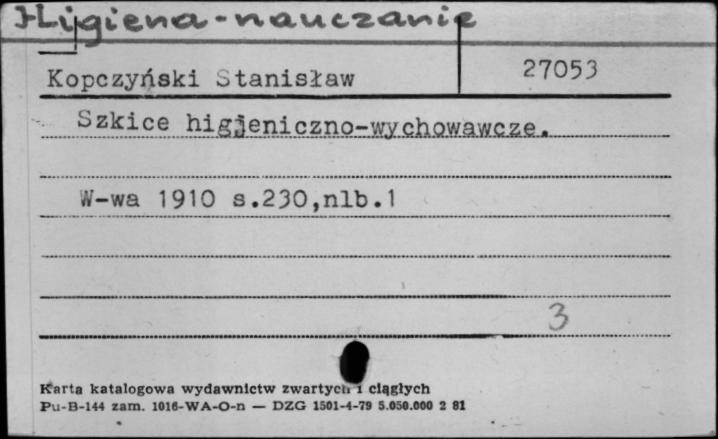 Higiena-nauczanie
Kopczyński Stanisław 27053
Szkice higjeniczno-wychowawcze.
W-wa 1910 s.230,nlb.1
3
Karta katalogowa wydawnictw zwartych i ciągłych
Pu-B-144 zam. 1016-WA-O-n — DZG 1501-4-79 5.050.000 2 81